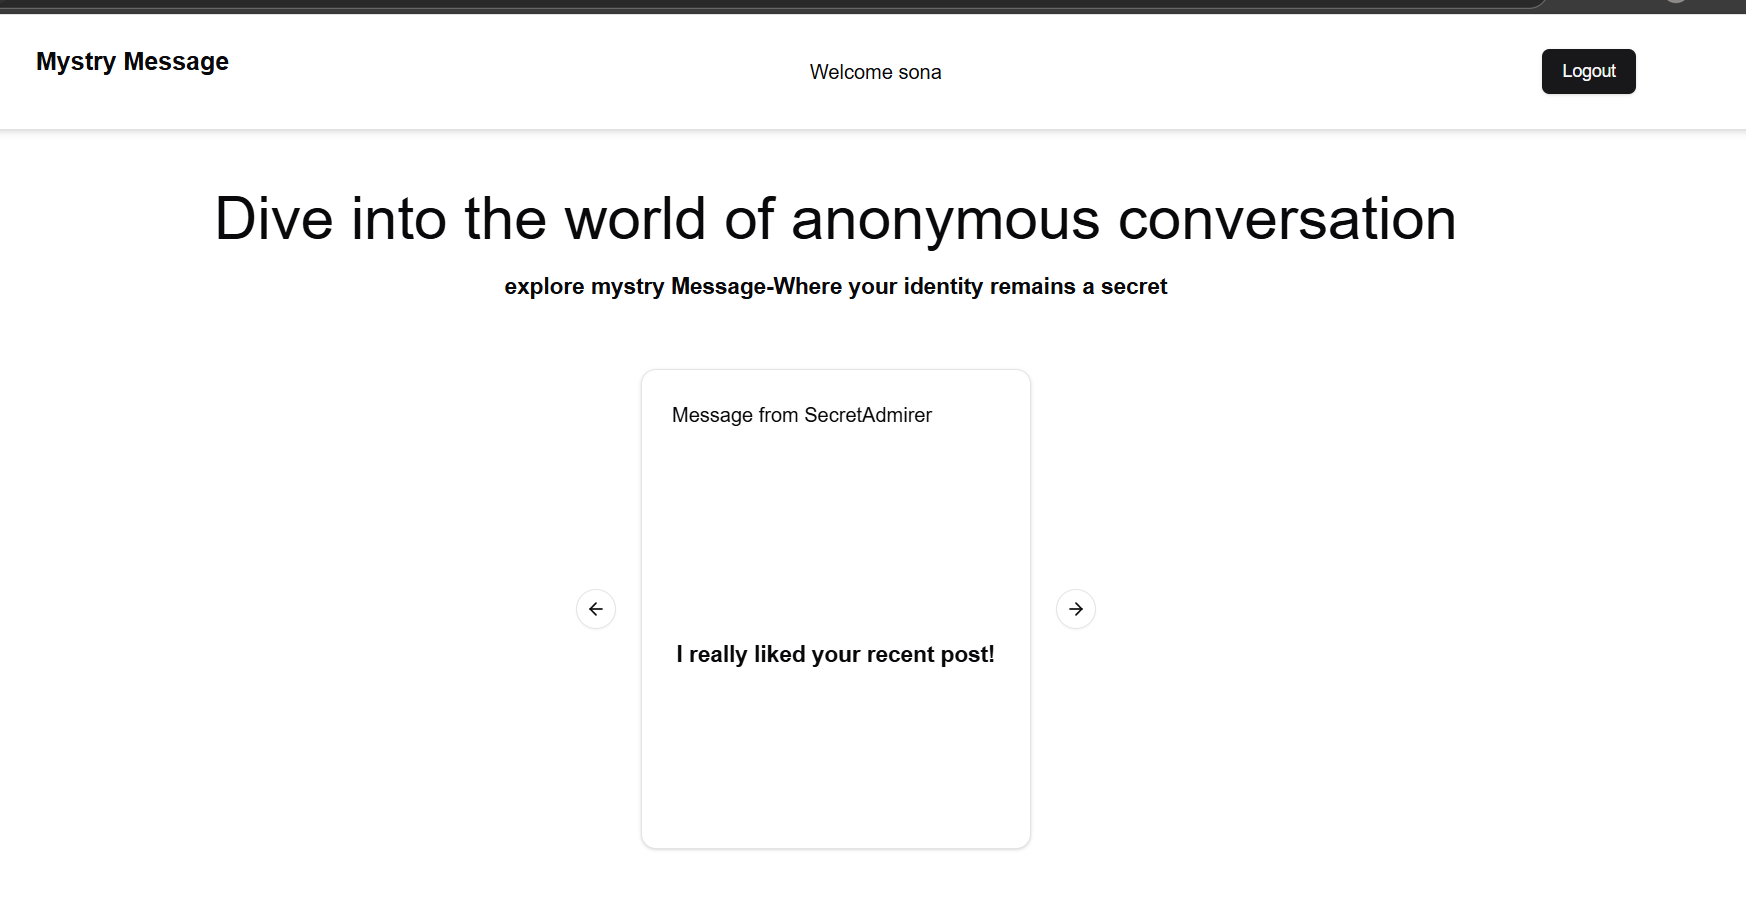 Mystry Message
Welcome sona
Logout
Dive into the world of anonymous conversation
explore mystry Message-Where your identity remains a secret
Message from SecretAdmirer
I really liked your recent post!